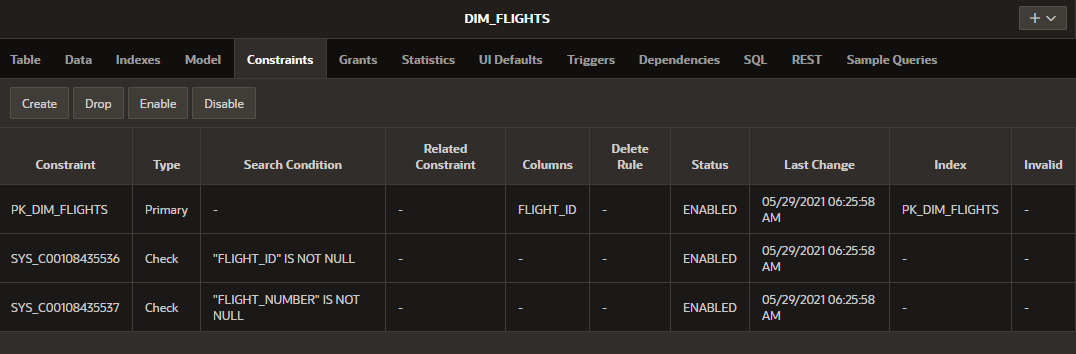 DIM_FLIGHTS
Table Data Indexes Model Constraints Grants Statistics UI Defaults Triggers Dependencies SQL REST Sample Queries
Create Drop Enable Disable
Constraint Type Search Condition Related Constraint Columns Delete Rule Status Last Change Index Invalid
PK_DIM_FLIGHTS Primary - - FLIGHT_ID - ENABLED 05/29/2021 06:25:58 AM PK_DIM_FLIGHTS -
SYS_C00108435536 Check "FLIGHT_ID" IS NOT NULL - - - ENABLED 05/29/2021 06:25:58 AM - -
SYS_C00108435537 Check "FLIGHT_NUMBER" IS NOT NULL - - - ENABLED 05/29/2021 06:25:58 AM - -